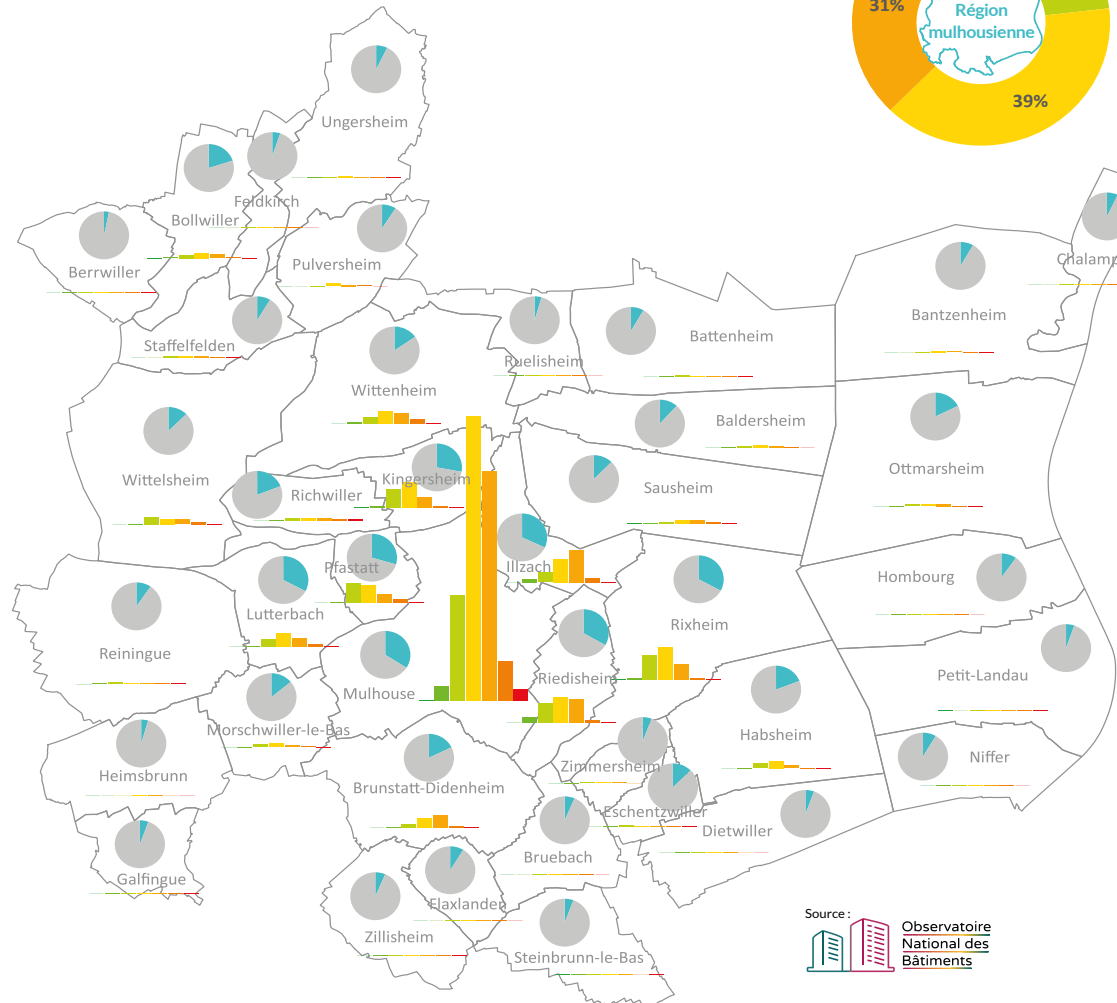 31%
Région
mulhousienne
39%
Ungersheim
Feldkirch
Bollwiller
Berrwiller
Pulversheim
Staffelfelden
Chalamp
Bantzenheim
Battenheim
Ruelisheim
Wittenheim
Baldersheim
Ottmarsheim
Wittelsheim
Kingersheim
Richwiller
Sausheim
Pfastatt
Illzach
Hombourg
Lutterbach
Rixheim
Reiningue
Mulhouse
Riedisheim
Petit-Landau
Morschwiller-le-Bas
Habsheim
Niffer
Heimsbrunn
Zimmersheim
Brunstatt-Didenheim
Eschentzwiller
Dietwiller
Bruebach
Galfingue
Flaxlanden
Zillisheim
Steinbrunn-le-Bas
Source :
Observatoire
National des
Bâtiments